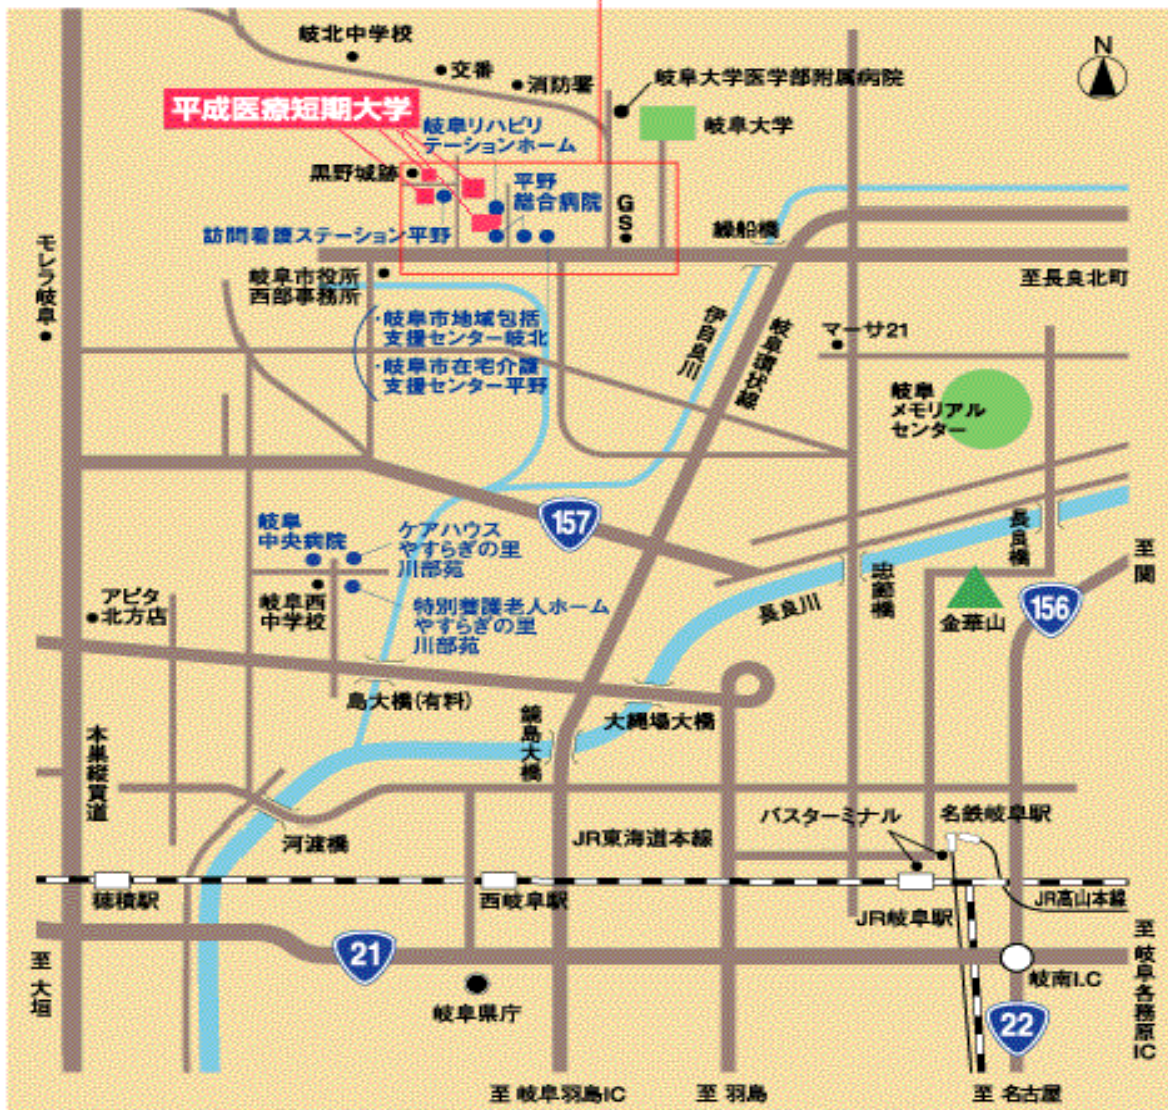 N
岐北中学校
交番
消防署
岐阜大学医学部附属病院
平成医療短期大学
岐阜リハビリ
テーションホーム
岐阜大学
黒野城跡
平野
総合病院
GS
訪問看護ステーション平野
繰船橋
モレラ岐阜
岐阜市役所
西部事務所
至長良北町
・岐阜市地域包括
支援センター岐北
・岐阜市在宅介護
支援センター平野
伊自良川
岐阜環状線
マーサ21
岐阜
メモリアル
センター
157
岐阜
中央病院
ケアハウス
やすらぎの里
川部苑
長良橋
至関
忠節橋
アピタ
北方店
岐阜西
中学校
特別養護老人ホーム
やすらぎの里
川部苑
長良川
金華山
156
島大橋(有料)
鏡島大橋
大縄場大橋
本巣縦貫道
河渡橋
JR東海道本線
バスターミナル
名鉄岐阜駅
穂積駅
西岐阜駅
JR岐阜駅
JR高山本線
至大垣
21
岐阜県庁
岐南I.C
至岐阜各務原IC
22
至 岐阜羽島IC
至 羽島
至 名古屋